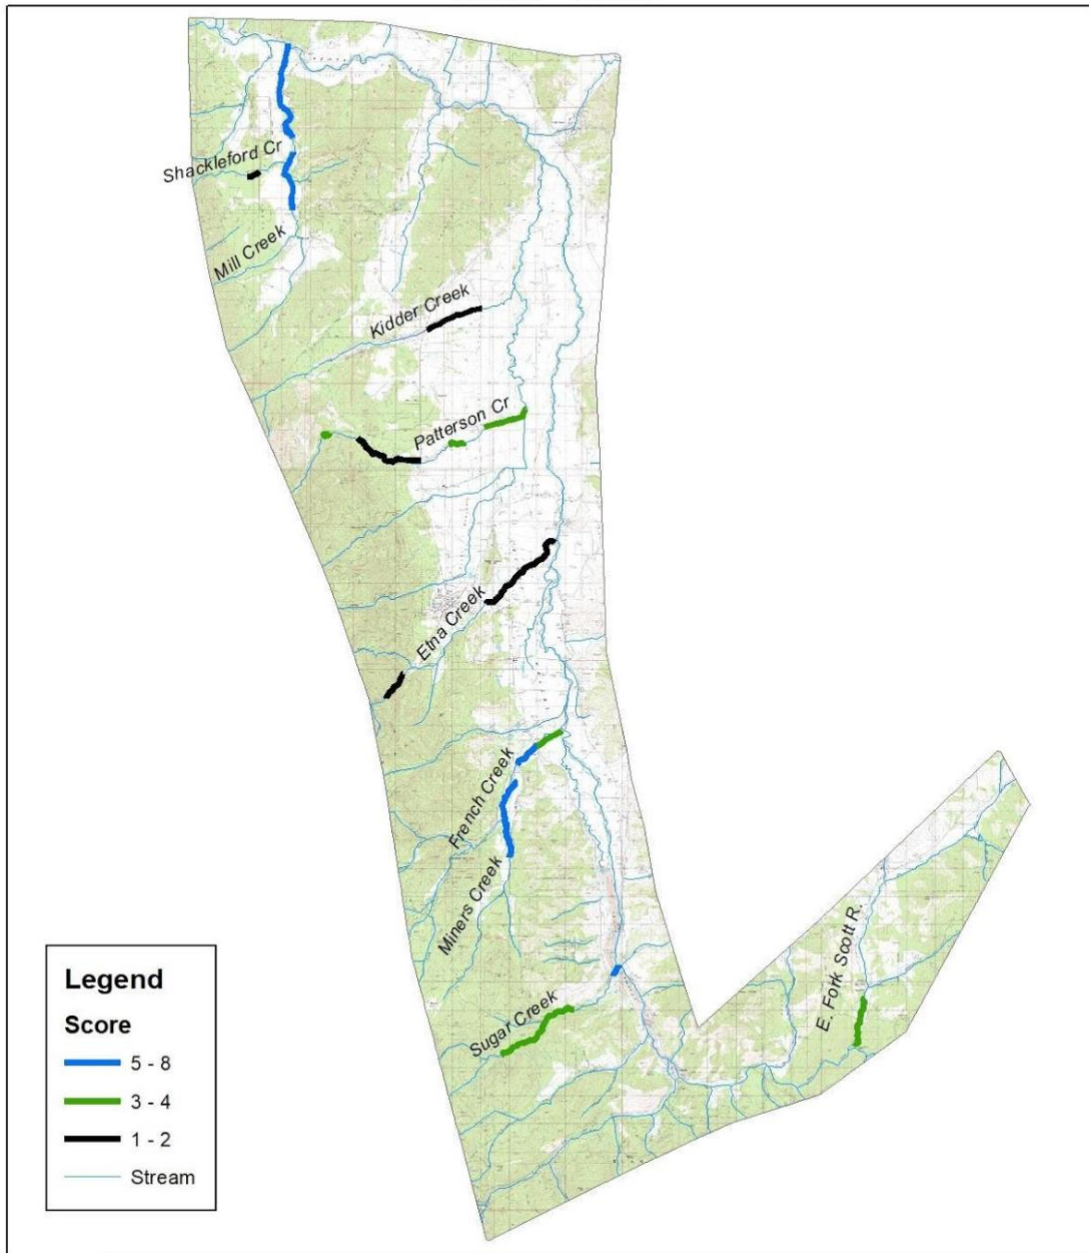 Shackleford Cr
Mill Creek
Kidder Creek
Patterson Cr
Etna Creek
French Creek
Miners Creek
Sugar Creek
E. Fork Scott R.
Legend
Score
5 - 8
3 - 4
1 - 2
Stream